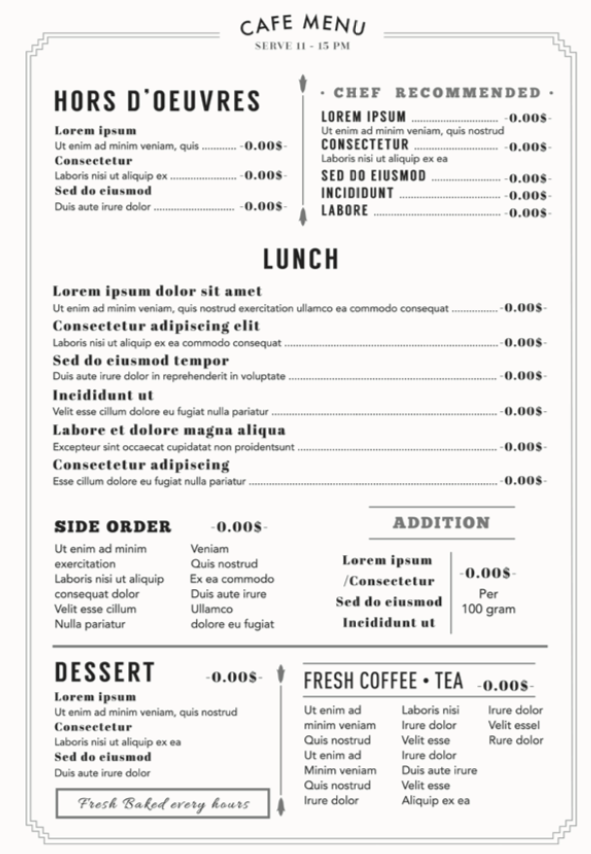 CAFE MENU
SERVE 11 - 15 PM
HORS D'OEUVRES
Lorem ipsum
Ut enim ad minim veniam, quis ........... -0.00$-
Consectetur
Laboris nisi ut aliquip ex ...................... -0.00$-
Sed do eiusmod
Duis aute irure dolor ........................... -0.00$-
· CHEF RECOMMENDED ·
LOREM IPSUM ............................ -0.00$-
Ut enim ad minim veniam, quis nostrud
CONSECTETUR ............................ -0.00$-
Laboris nisi ut aliquip ex ea
SED DO EIUSMOD ...................... -0.00$-
INCIDIDUNT ................................ -0.00$-
LABORE ........................................ -0.00$-
LUNCH
Lorem ipsum dolor sit amet
Ut enim ad minim veniam, quis nostrud exercitation ullamco ea commodo consequat ............... -0.00$-
Consectetur adipiscing elit
Laboris nisi ut aliquip ex ea commodo consequat ........................................ -0.00$-
Sed do eiusmod tempor
Duis aute irure dolor in reprehenderit in voluptate ........................................ -0.00$-
Incididunt ut
Velit esse cillum dolore eu fugiat nulla pariatur ........................................ -0.00$-
Labore et dolore magna aliqua
Excepteur sint occaecat cupidatat non proidentsunt ........................................ -0.00$-
Consectetur adipiscing
Esse cillum dolore eu fugiat nulla pariatur ........................................ -0.00$-
SIDE ORDER -0.00$-
Ut enim ad minim
exercitation
Laboris nisi ut aliquip
consequat dolor
Velit esse cillum
Nulla pariatur
Veniam
Quis nostrud
Ex ea commodo
Duis aute irure
Ullamco
dolore eu fugiat
ADDITION
Lorem ipsum
/Consectetur
Sed do eiusmod
Incididunt ut
-0.00$-
Per
100 gram
DESSERT -0.00$-
Lorem ipsum
Ut enim ad minim veniam, quis nostrud
Consectetur
Laboris nisi ut aliquip ex ea
Sed do eiusmod
Duis aute irure dolor
Fresh Baked every hours
FRESH COFFEE • TEA -0.00$-
Ut enim ad
minim veniam
Quis nostrud
Ut enim ad
Minim veniam
Quis nostrud
Irure dolor
Laboris nisi
Irure dolor
Velit esse
Irure dolor
Duis aute irure
Velit esse
Aliquip ex ea
Irure dolor
Velit essel
Rure dolor